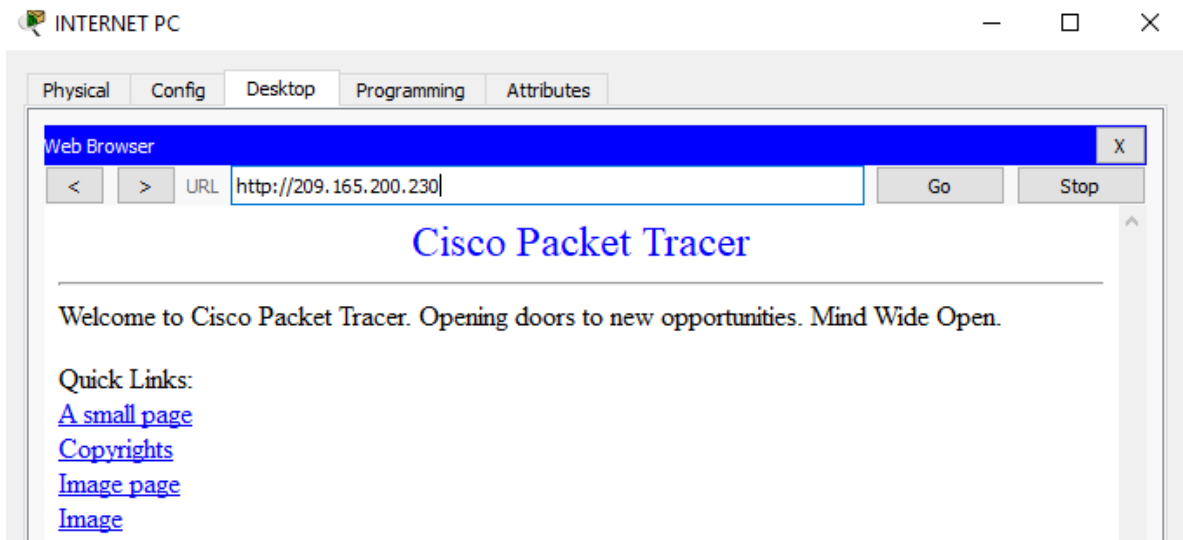 INTERNET PC
Physical Config Desktop Programming Attributes
Web Browser X
< > URL http://209.165.200.230 Go Stop
Cisco Packet Tracer
Welcome to Cisco Packet Tracer. Opening doors to new opportunities. Mind Wide Open.
Quick Links:
A small page
Copyrights
Image page
Image